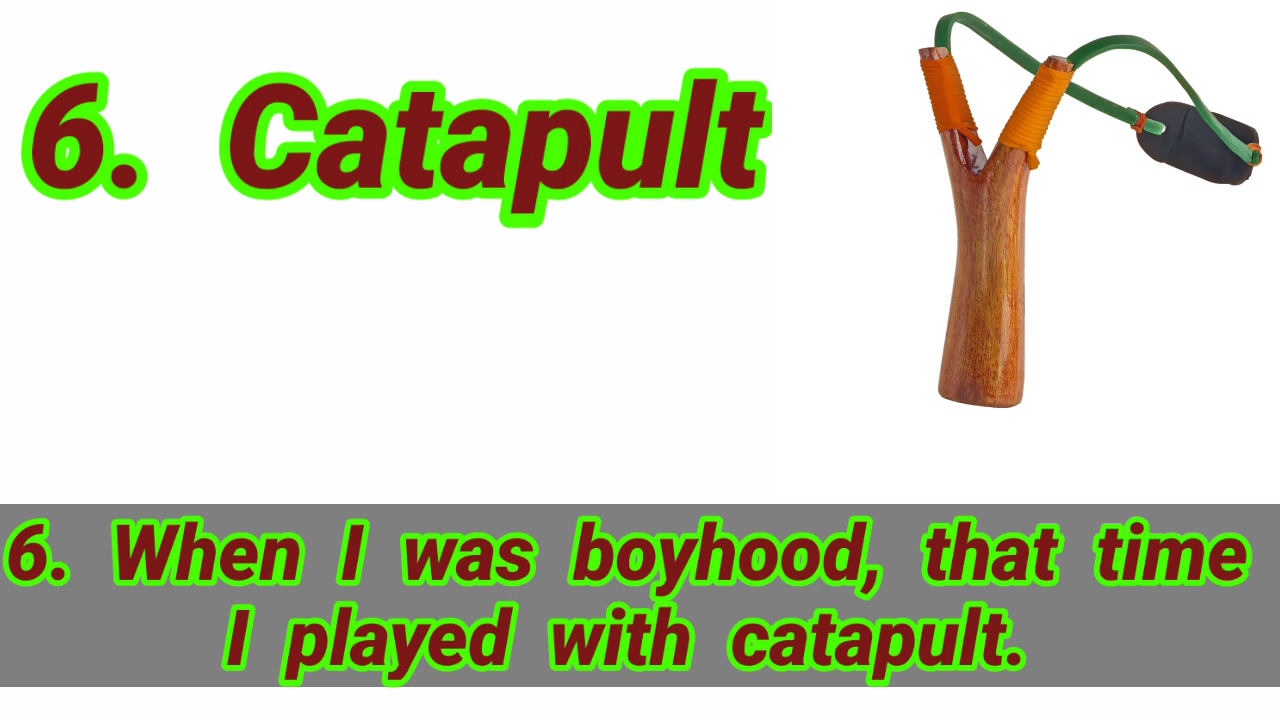 6. Catapult
6. When I was boyhood, that time
I played with catapult.